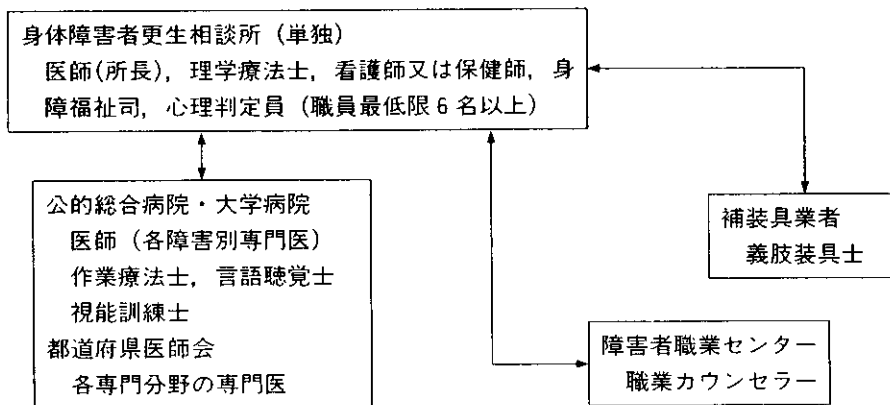 身体障害者更生相談所(単独)
医師(所長),理学療法士,看護師又は保健師,身
障福祉司,心理判定員(職員最低限6名以上)
公的総合病院・大学病院
医師(各障害別専門医)
作業療法士,言語聴覚士
視能訓練士
都道府県医師会
各専門分野の専門医
補装具業者
義肢装具士
障害者職業センター
職業カウンセラー